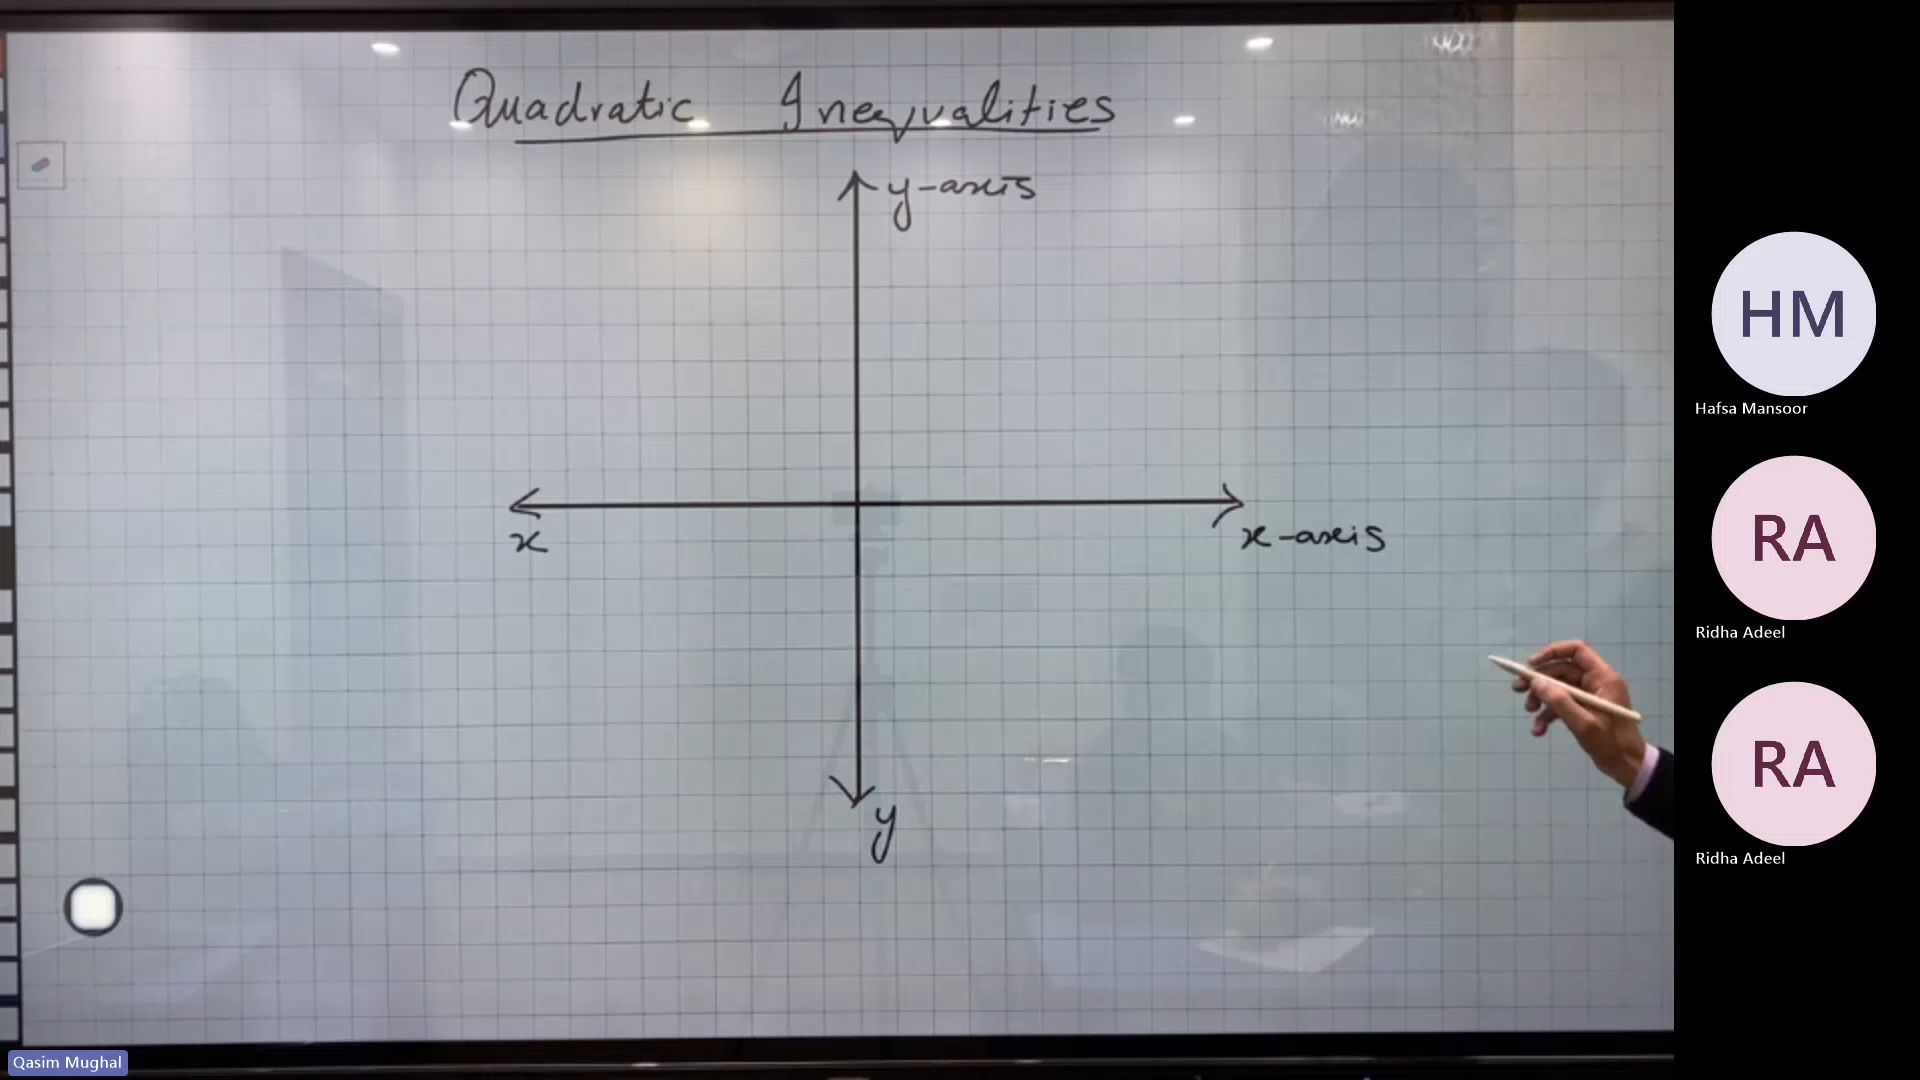 Quadratic Inequalities
y-axis
x
x-axis
y
HM
Hafsa Mansoor
RA
Ridha Adeel
RA
Ridha Adeel
Qasim Mughal